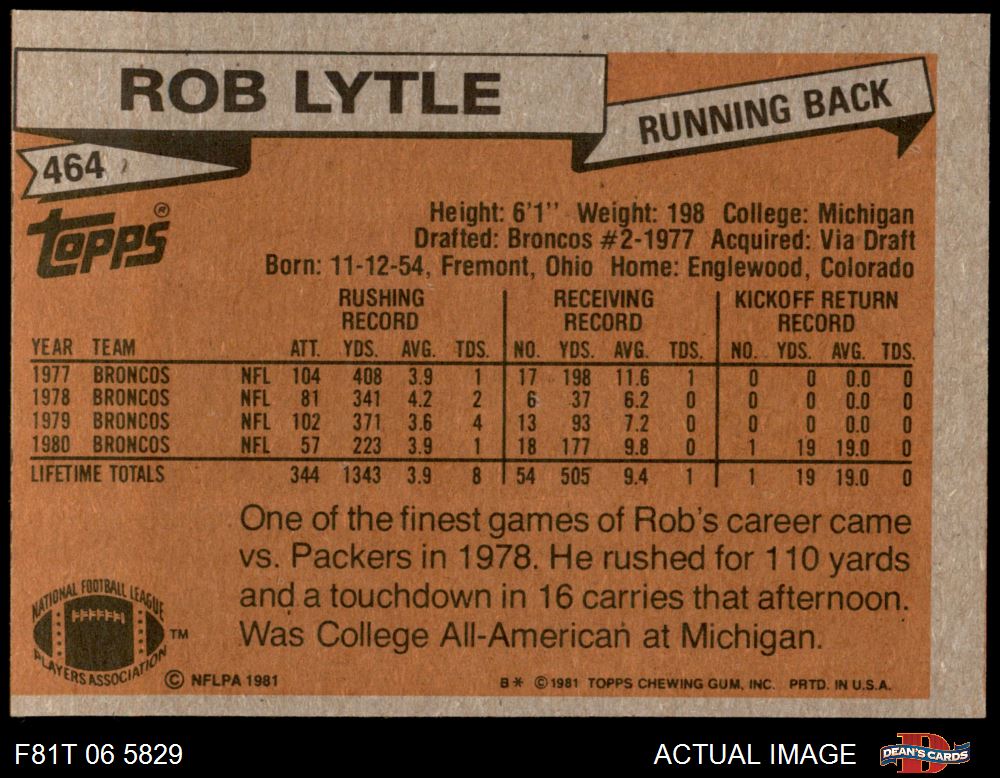 ROB LYTLE
RUNNING BACK
464
topps®
Height: 6'1'' Weight: 198 College: Michigan
Drafted: Broncos #2-1977 Acquired: Via Draft
Born: 11-12-54, Fremont, Ohio Home: Englewood, Colorado
RUSHING RECORD RECEIVING RECORD KICKOFF RETURN RECORD
YEAR TEAM ATT. YDS. AVG. TDS. NO. YDS. AVG. TDS. NO. YDS. AVG. TDS.
1977 BRONCOS NFL 104 408 3.9 1 17 198 11.6 1 0 0 0.0 0
1978 BRONCOS NFL 81 341 4.2 2 6 37 6.2 0 0 0 0.0 0
1979 BRONCOS NFL 102 371 3.6 4 13 93 7.2 0 0 0 0.0 0
1980 BRONCOS NFL 57 223 3.9 1 18 177 9.8 0 1 19 19.0 0
LIFETIME TOTALS 344 1343 3.9 8 54 505 9.4 1 1 19 19.0 0
One of the finest games of Rob's career came
vs. Packers in 1978. He rushed for 110 yards
and a touchdown in 16 carries that afternoon.
Was College All-American at Michigan.
NATIONAL FOOTBALL LEAGUE
PLAYERS ASSOCIATION
™
© NFLPA 1981
B* © 1981 TOPPS CHEWING GUM, INC. PRTD. IN U.S.A.
F81T 06 5829
ACTUAL IMAGE
D
DEAN'S CARDS